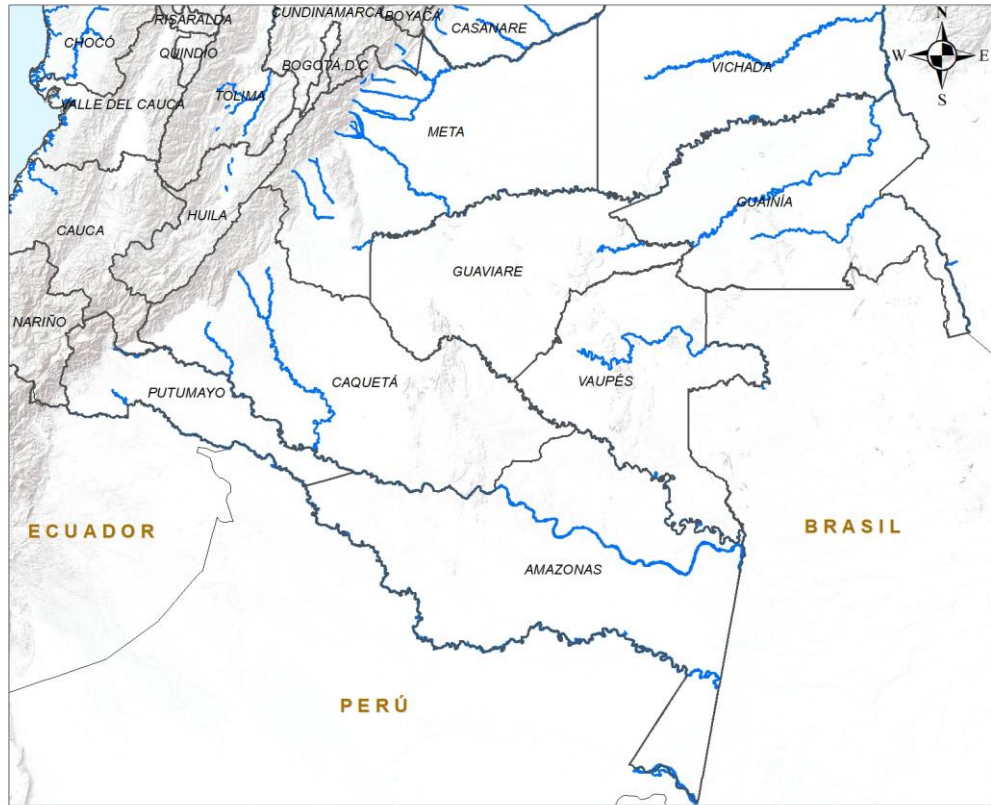 CUNDINAMARCA
BOYACÁ
RISARALDA
CASANARE
N
CHOCÓ
QUINDIO
W
E
BOGOTÁ,D.C
VICHADA
S
VALLE DEL CAUCA
TOLIMA
META
HUILA
GUAINÍA
CAUCA
GUAVIARE
NARIÑO
PUTUMAYO
CAQUETÁ
VAUPÉS
ECUADOR
BRASIL
AMAZONAS
PERÚ